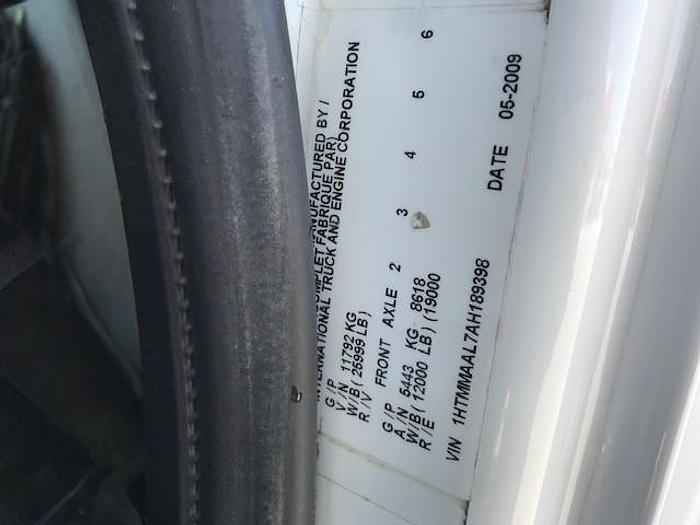 MANUFACTURED BY /
COMPLET FABRIQUE PAR)
INTERNATIONAL TRUCK AND ENGINE CORPORATION
G / P
V / N 11792 KG
W/B( 25999 LB)
R / V
FRONT AXLE 2 3 4 5 6
G / P
A / N 5443 KG 8618
W/B( 12000 LB) (19000
R / E
VIN 1HTMMAAL7AH189398 DATE 05-2009